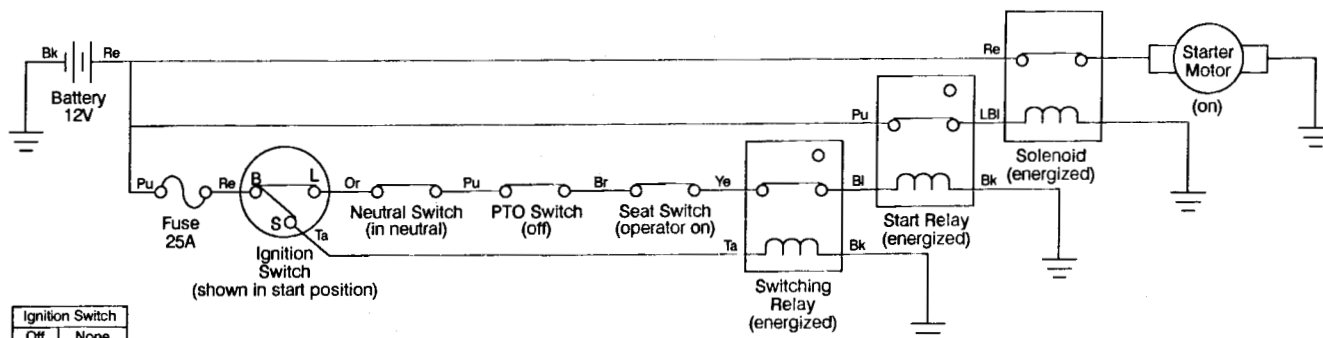 Bk
Re
Battery
12V
Re
Starter
Motor
(on)
Pu
LBl
Solenoid
(energized)
Pu
Fuse
25A
Re
B
L
S
Ta
Ignition
Switch
(shown in start position)
Or
Neutral Switch
(in neutral)
Pu
PTO Switch
(off)
Br
Seat Switch
(operator on)
Ye
Bl
Bk
Start Relay
(energized)
Ta
Bk
Switching
Relay
(energized)
Ignition Switch
Off
None